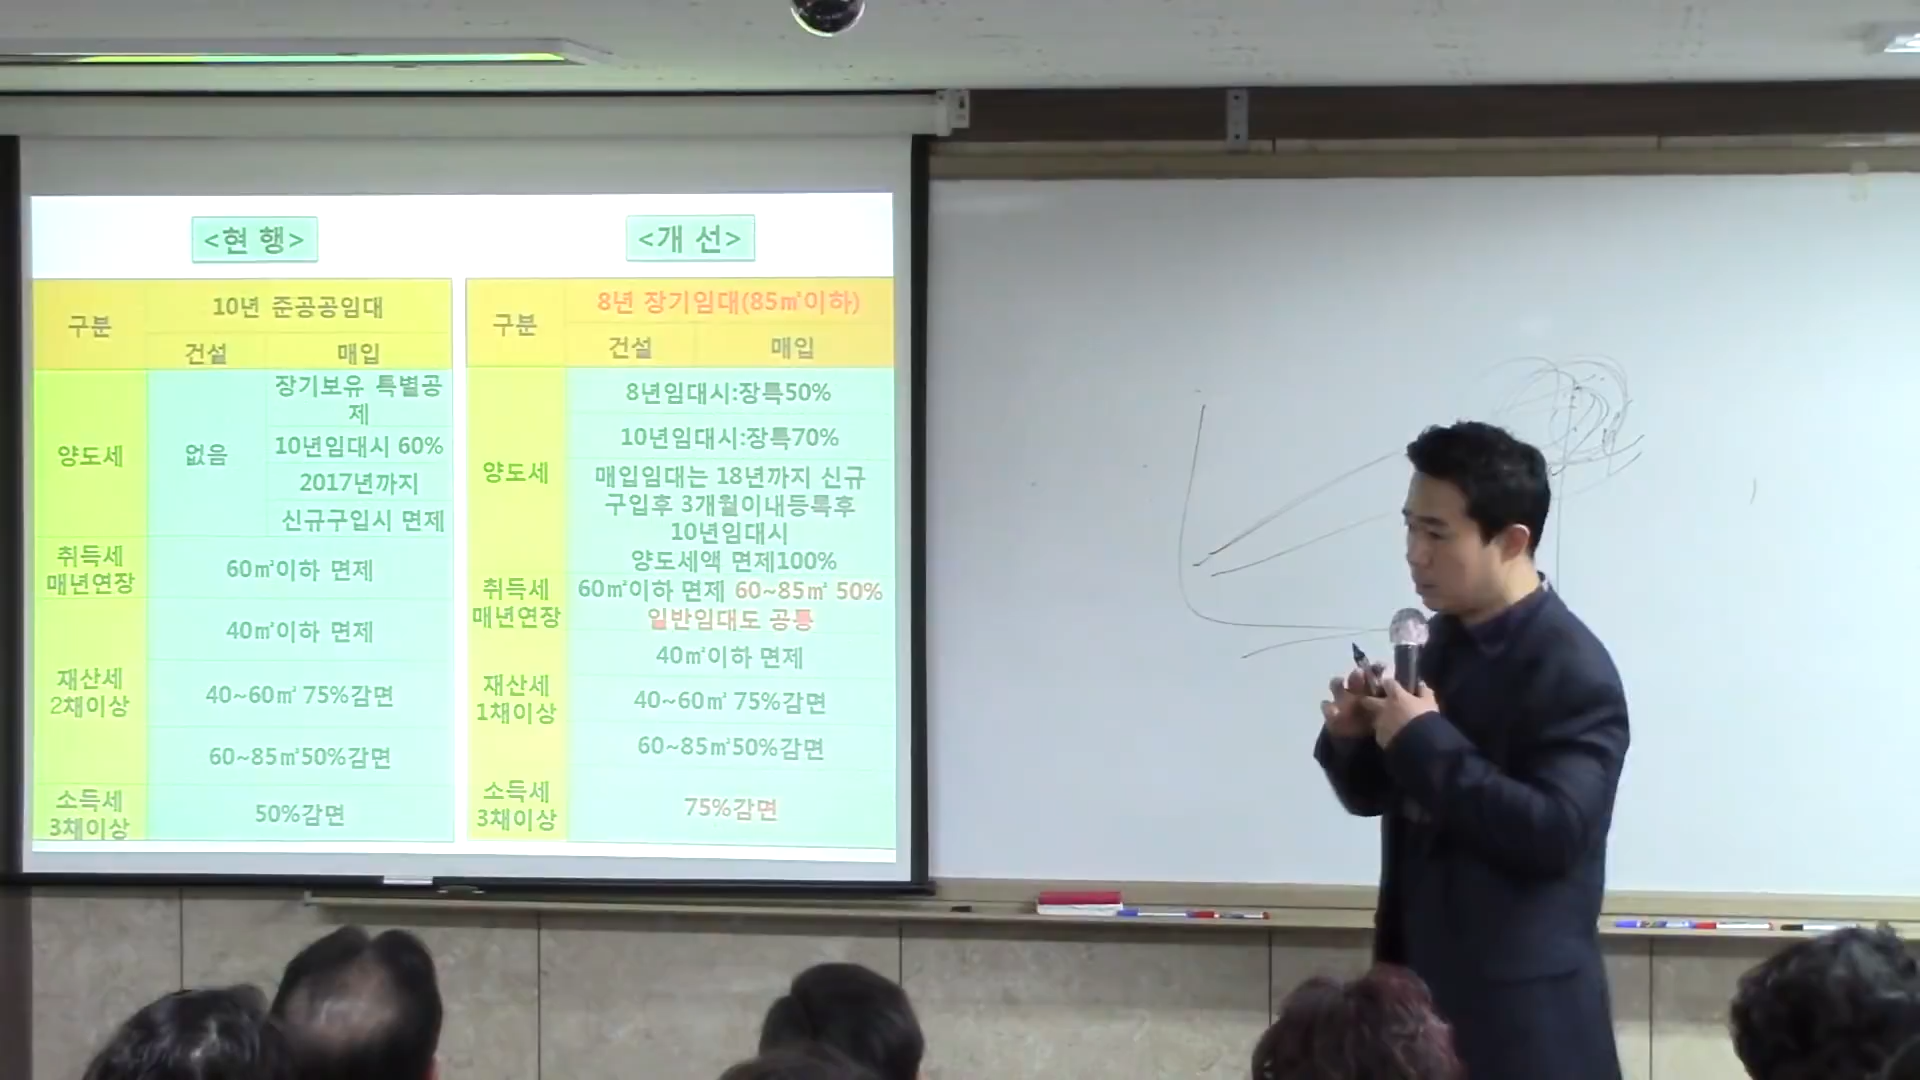 <현 행>
구분
10년 준공공임대
건설
매입
양도세
없음
장기보유 특별공
제
10년임대시 60%
2017년까지
신규구입시 면제
취득세
매년연장
60㎡이하 면제
재산세
2채이상
40㎡이하 면제
40~60㎡ 75%감면
60~85㎡50%감면
소득세
3채이상
50%감면
<개 선>
구분
8년 장기임대(85㎡이하)
건설
매입
양도세
8년임대시:장특50%
10년임대시:장특70%
매입임대는 18년까지 신규
구입후 3개월이내등록후
10년임대시
양도세액 면제100%
취득세
매년연장
60㎡이하 면제 60~85㎡ 50%
일반임대도 공통
재산세
1채이상
40㎡이하 면제
40~60㎡ 75%감면
60~85㎡50%감면
소득세
3채이상
75%감면